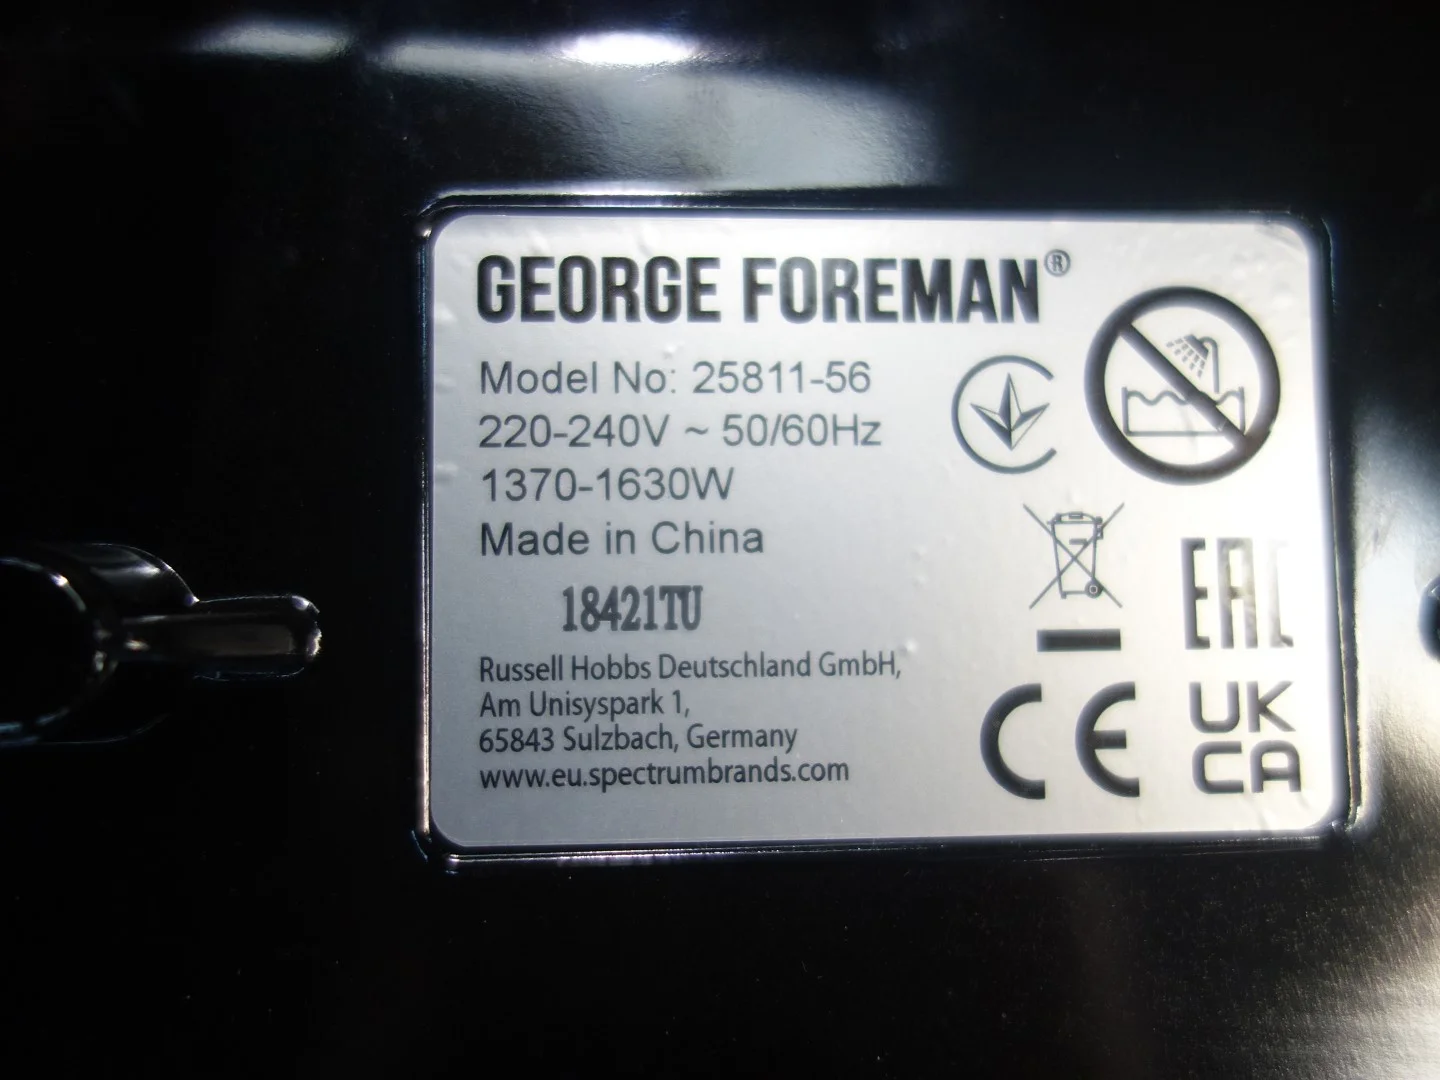 GEORGE FOREMAN®
Model No: 25811-56
220-240V ~ 50/60Hz
1370-1630W
Made in China
18421TU
Russell Hobbs Deutschland GmbH,
Am Unisyspark 1,
65843 Sulzbach, Germany
www.eu.spectrumbrands.com
EAC
CE
UK
CA